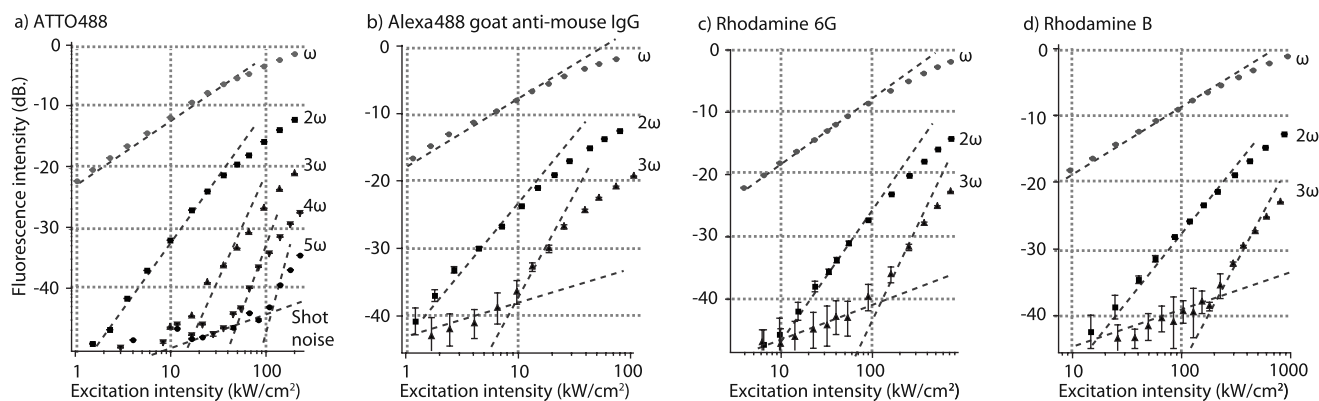 a) ATTO488
b) Alexa488 goat anti-mouse IgG
c) Rhodamine 6G
d) Rhodamine B
Fluorescence intensity (dB.)
0
-10
-20
-30
-40
ω
2ω
3ω
4ω
5ω
Shot
noise
1
10
100
Excitation intensity (kW/cm²)
0
-10
-20
-30
-40
ω
2ω
3ω
1
10
100
Excitation intensity (kW/cm²)
0
-10
-20
-30
-40
ω
2ω
3ω
10
100
Excitation intensity (kW/cm²)
0
-10
-20
-30
-40
ω
2ω
3ω
10
100
1000
Excitation intensity (kW/cm²)